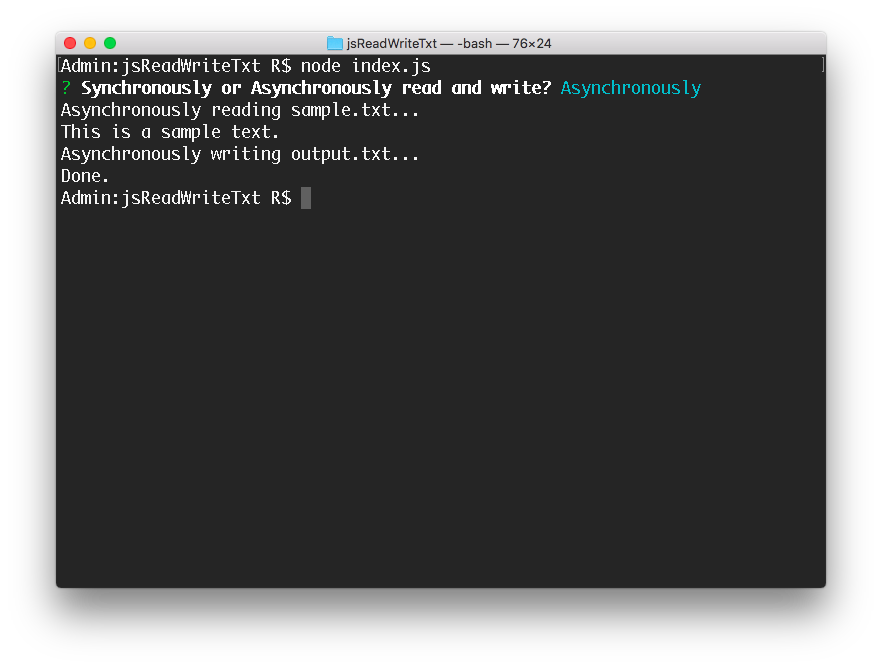 jsReadWriteTxt — -bash — 76×24
[Admin:jsReadWriteTxt R$ node index.js ]
? Synchronously or Asynchronously read and write? Asynchronously
Asynchronously reading sample.txt...
This is a sample text.
Asynchronously writing output.txt...
Done.
Admin:jsReadWriteTxt R$